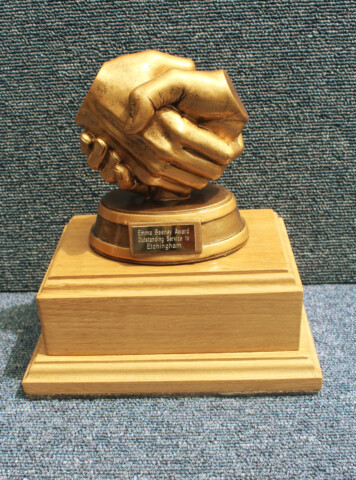 Emma Beeney Award
Outstanding Service to
Etchingham